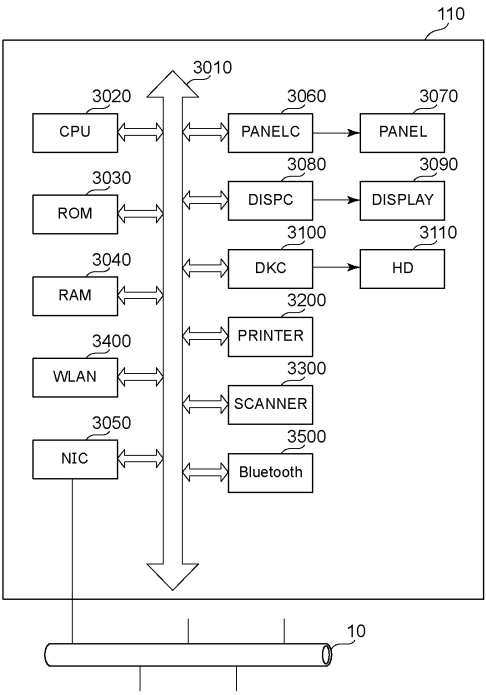 110
3010
3020
CPU
3060
PANELC
3070
PANEL
3030
ROM
3080
DISPC
3090
DISPLAY
3040
RAM
3100
DKC
3110
HD
3400
WLAN
3200
PRINTER
3050
NIC
3300
SCANNER
3500
Bluetooth
10